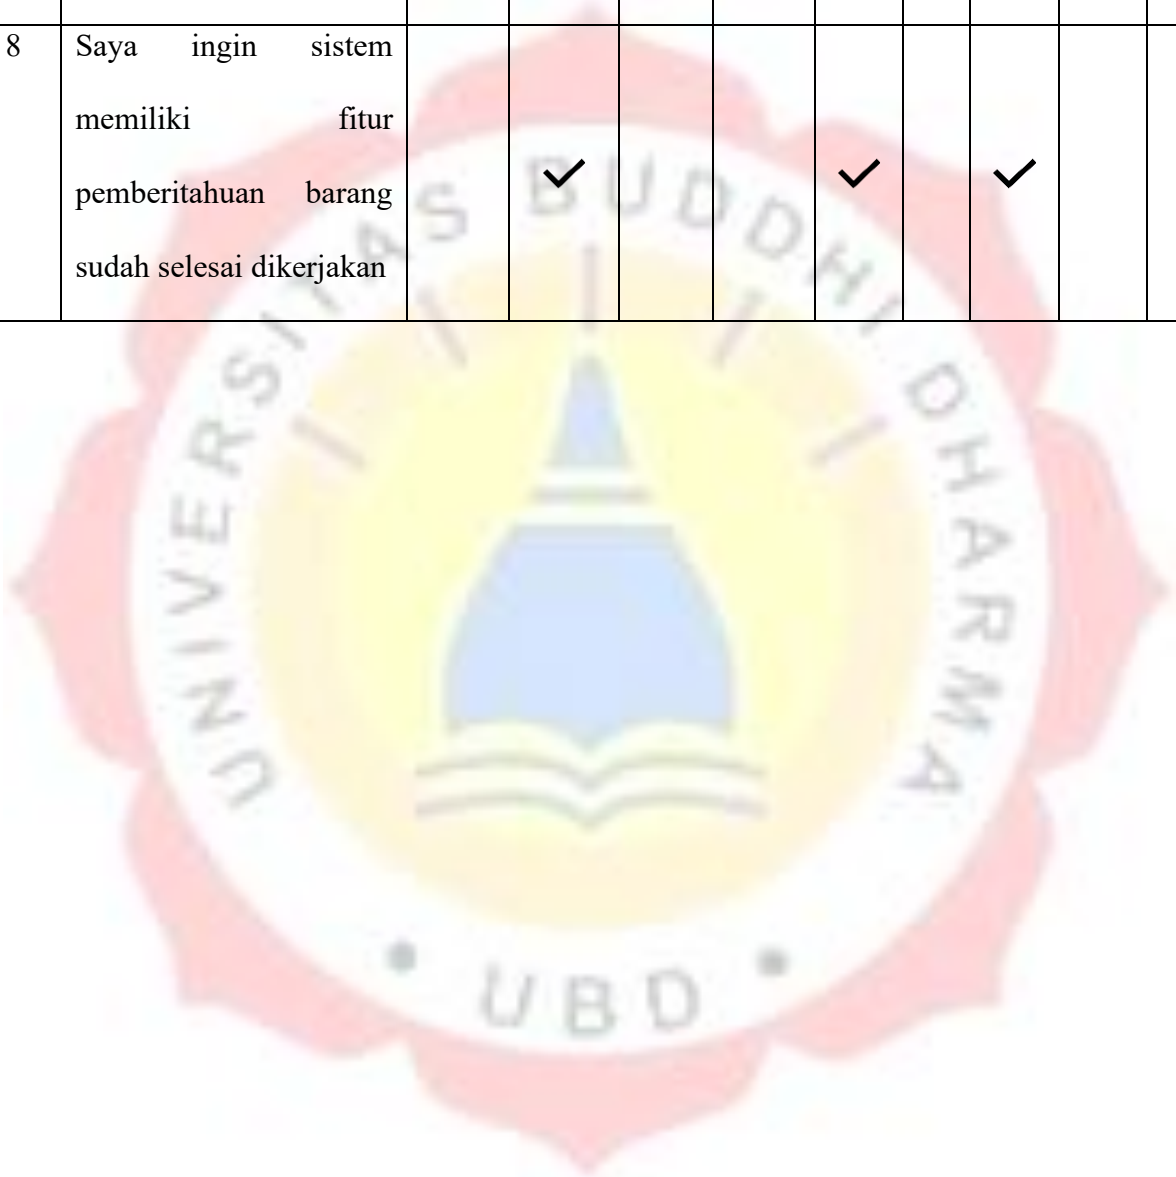 8 Saya ingin sistem
memiliki fitur
pemberitahuan barang
sudah selesai dikerjakan
✓ ✓ ✓
UNIVERSITAS BUDDHI DHARMA
• UBD •